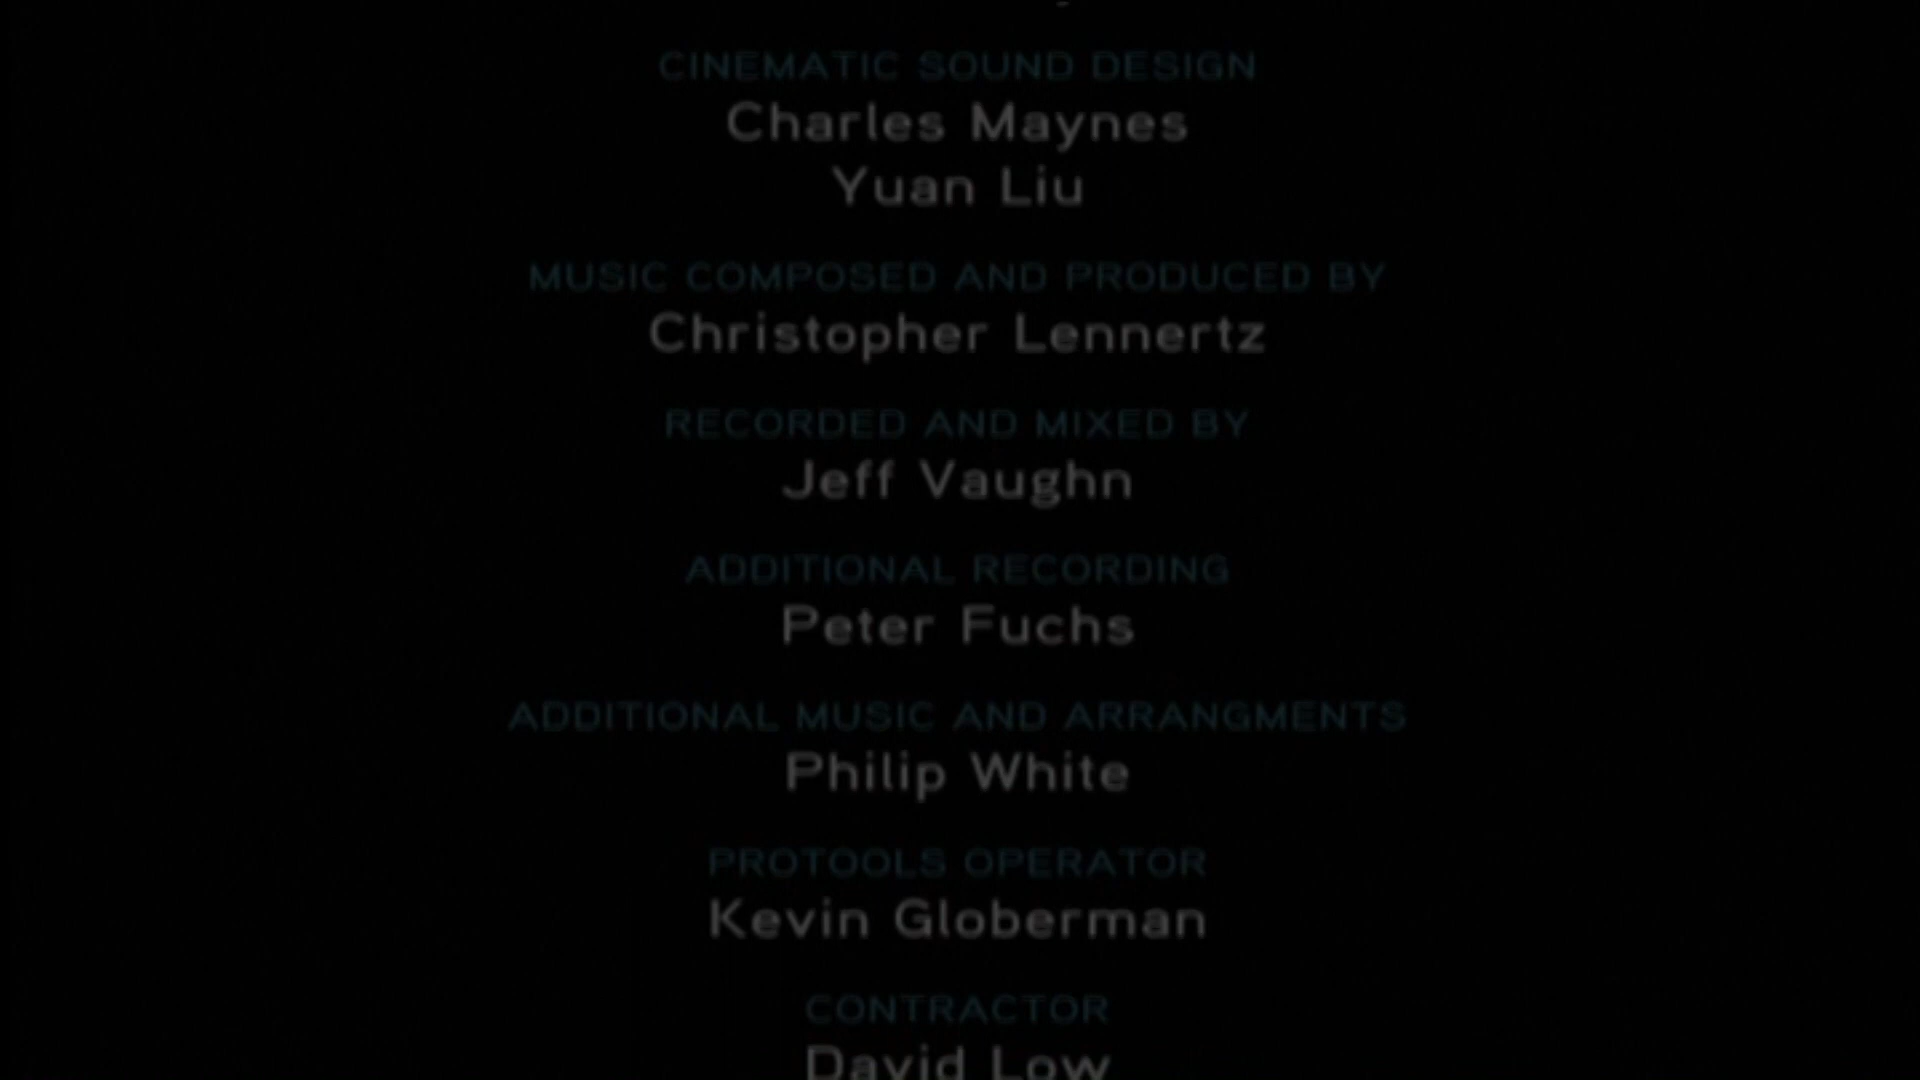 CINEMATIC SOUND DESIGN
Charles Maynes
Yuan Liu
MUSIC COMPOSED AND PRODUCED BY
Christopher Lennertz
RECORDED AND MIXED BY
Jeff Vaughn
ADDITIONAL RECORDING
Peter Fuchs
ADDITIONAL MUSIC AND ARRANGMENTS
Philip White
PROTOOLS OPERATOR
Kevin Globerman
CONTRACTOR
David Low